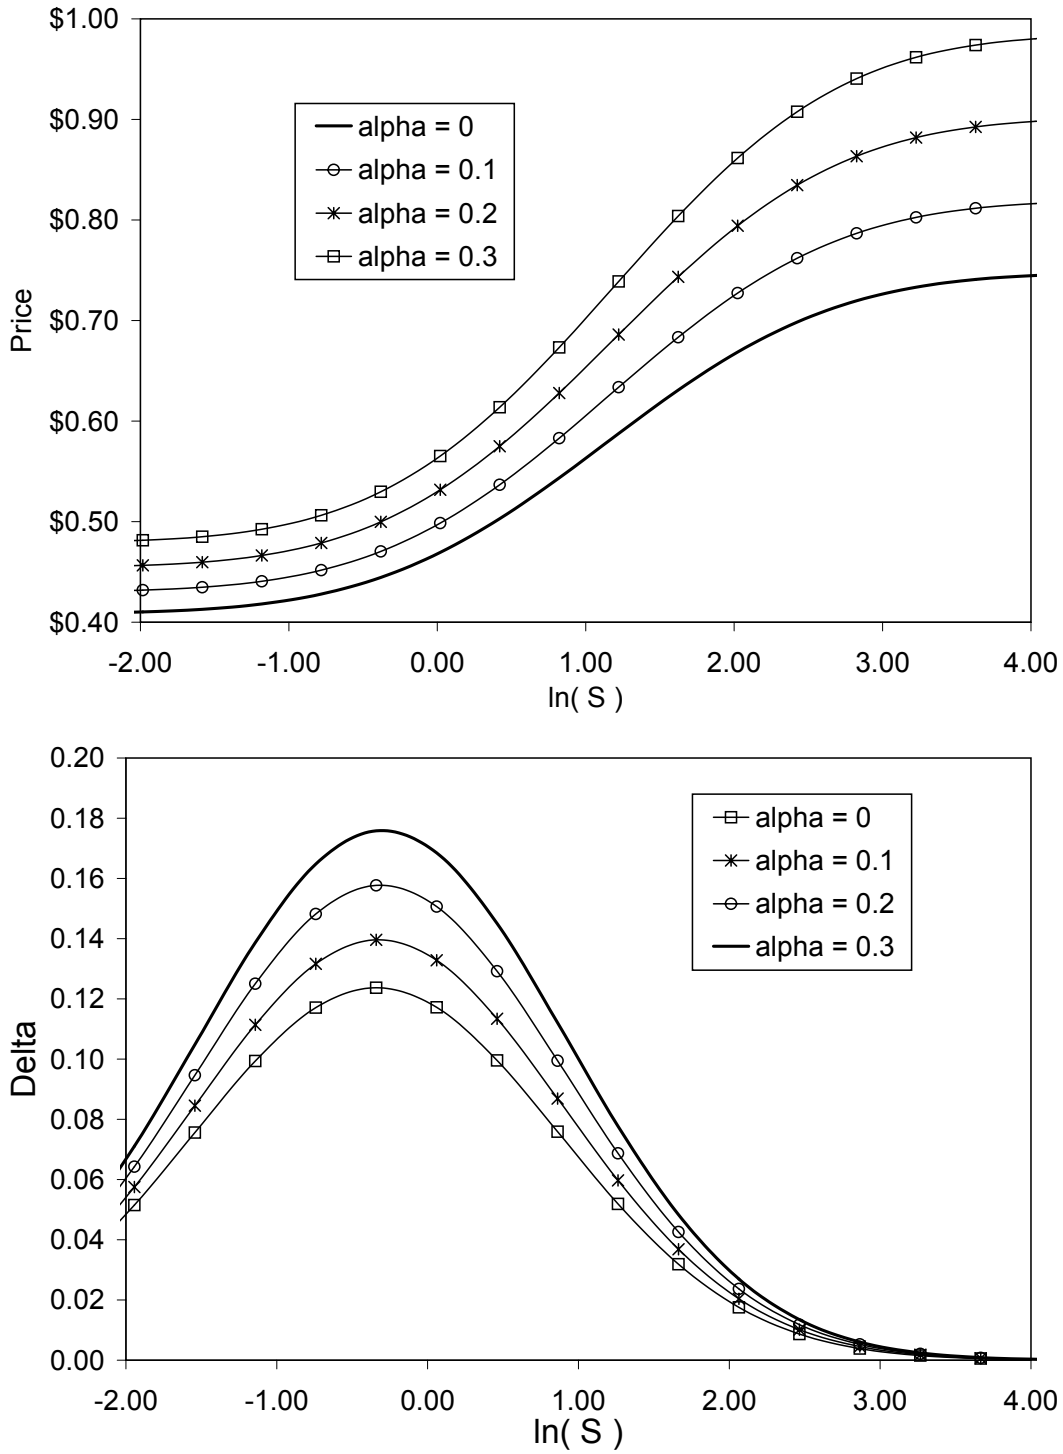 $1.00
$0.90
$0.80
$0.70
$0.60
$0.50
$0.40
Price
alpha = 0
alpha = 0.1
alpha = 0.2
alpha = 0.3
-2.00 -1.00 0.00 1.00 2.00 3.00 4.00
ln( S )
0.20
0.18
0.16
0.14
0.12
0.10
0.08
0.06
0.04
0.02
0.00
Delta
alpha = 0
alpha = 0.1
alpha = 0.2
alpha = 0.3
-2.00 -1.00 0.00 1.00 2.00 3.00 4.00
ln( S )